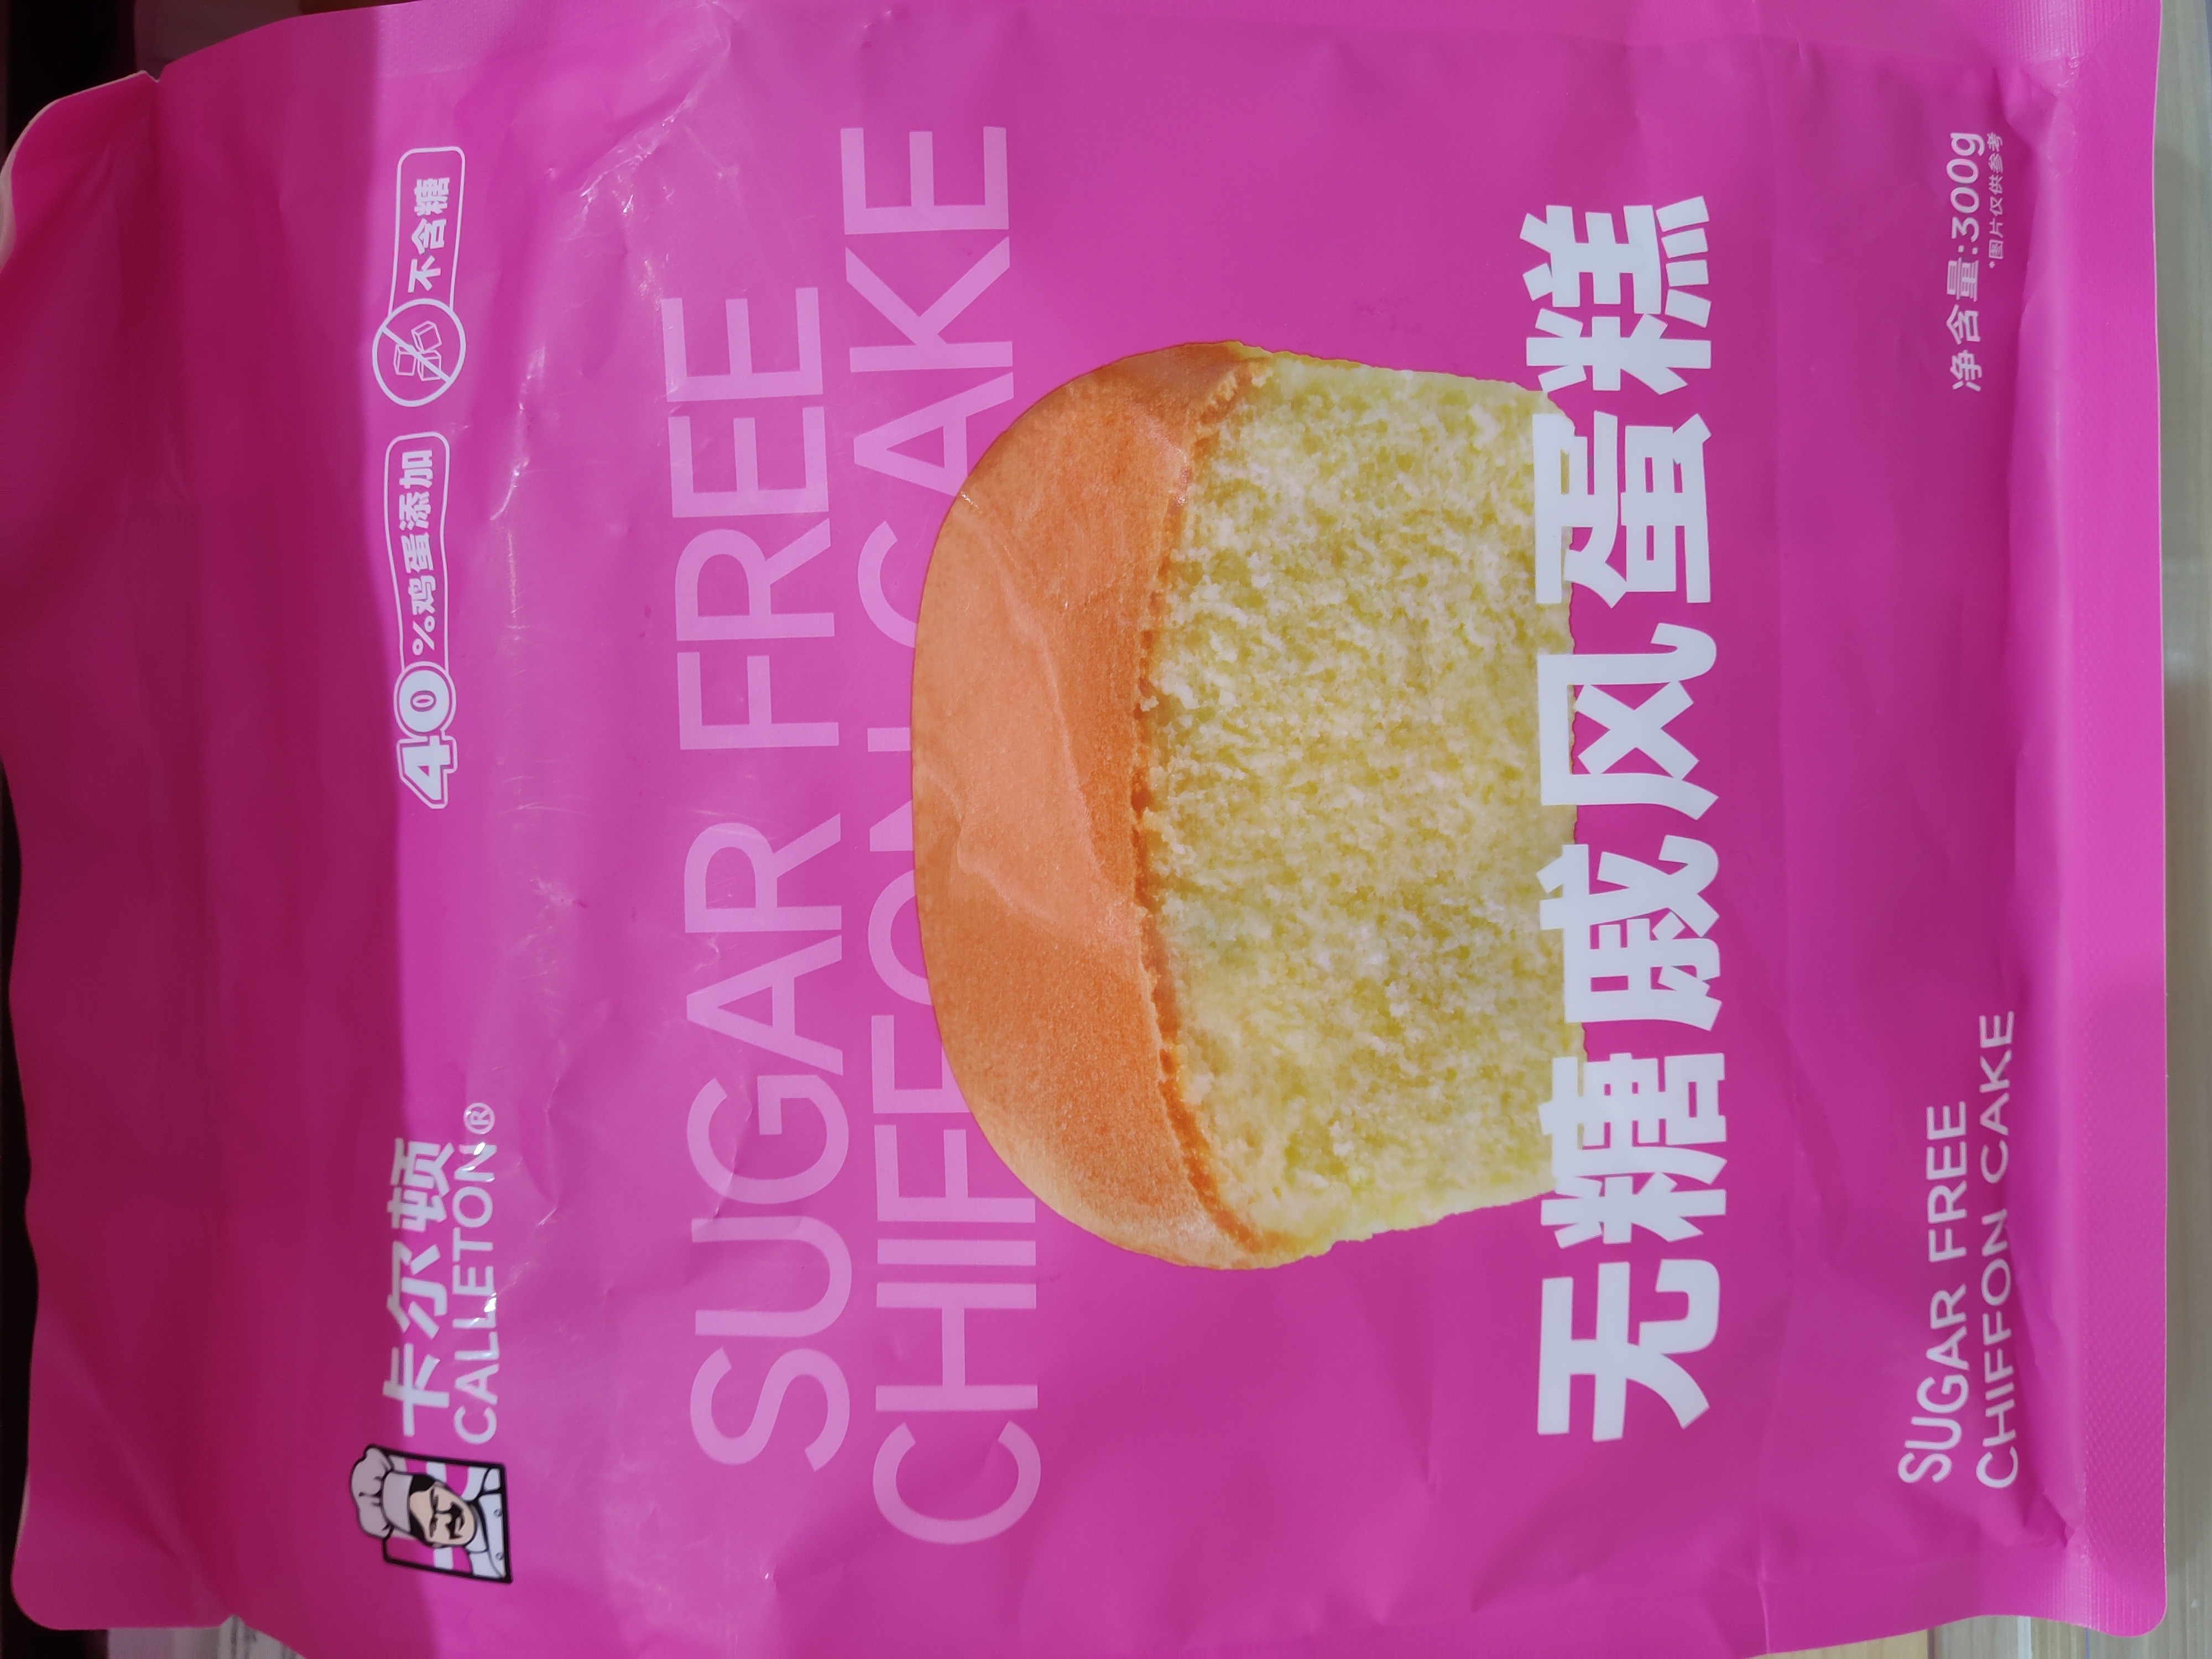 卡尔顿
CALLETON®
40%鸡蛋添加
不含糖
SUGAR FREE
CHIFFON CAKE
无糖戚风蛋糕
SUGAR FREE
CHIFFON CAKE
净含量:300g
*图片仅供参考